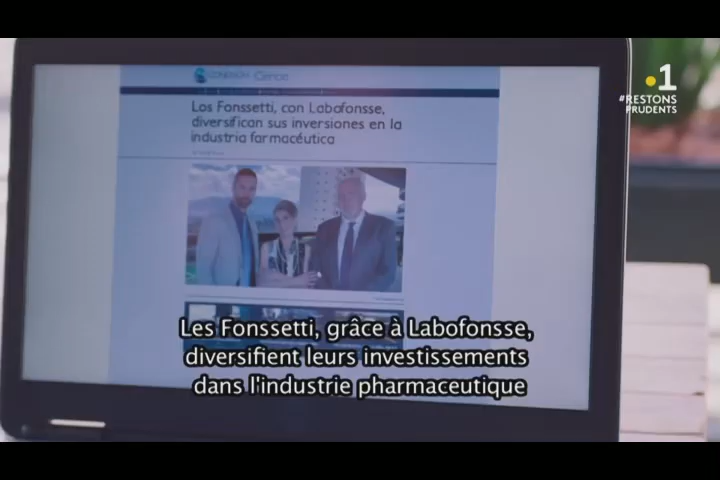 1
#RESTONS
PRUDENTS
Los Fonssetti, con Labofonsse,
diversifican sus inversiones en la
industria farmacéutica
Les Fonssetti, grâce à Labofonsse,
diversifient leurs investissements
dans l'industrie pharmaceutique